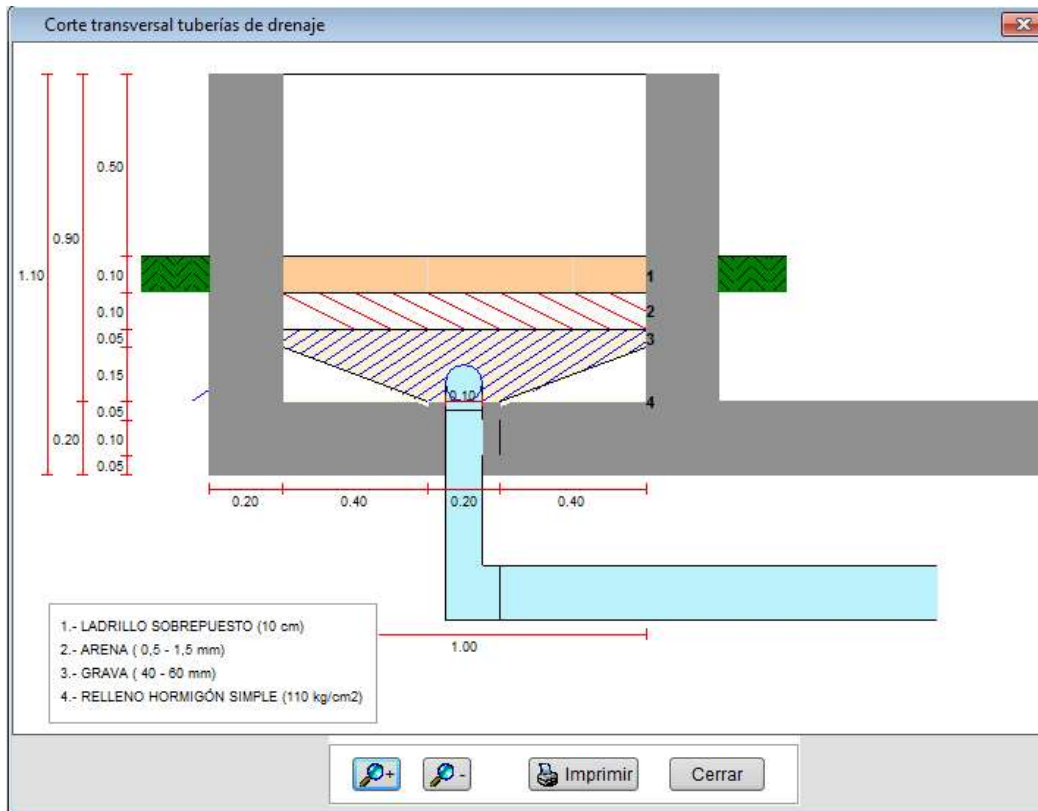 Corte transversal tuberías de drenaje
0.50
0.90
1.10
0.10
1
0.10
2
0.05
3
0.15
0.10
4
0.05
0.20
0.10
0.05
0.20 0.40 0.20 0.40
1.00
1.- LADRILLO SOBREPUESTO (10 cm)
2.- ARENA ( 0,5 - 1,5 mm)
3.- GRAVA ( 40 - 60 mm)
4.- RELLENO HORMIGÓN SIMPLE (110 kg/cm2)
+ - Imprimir Cerrar